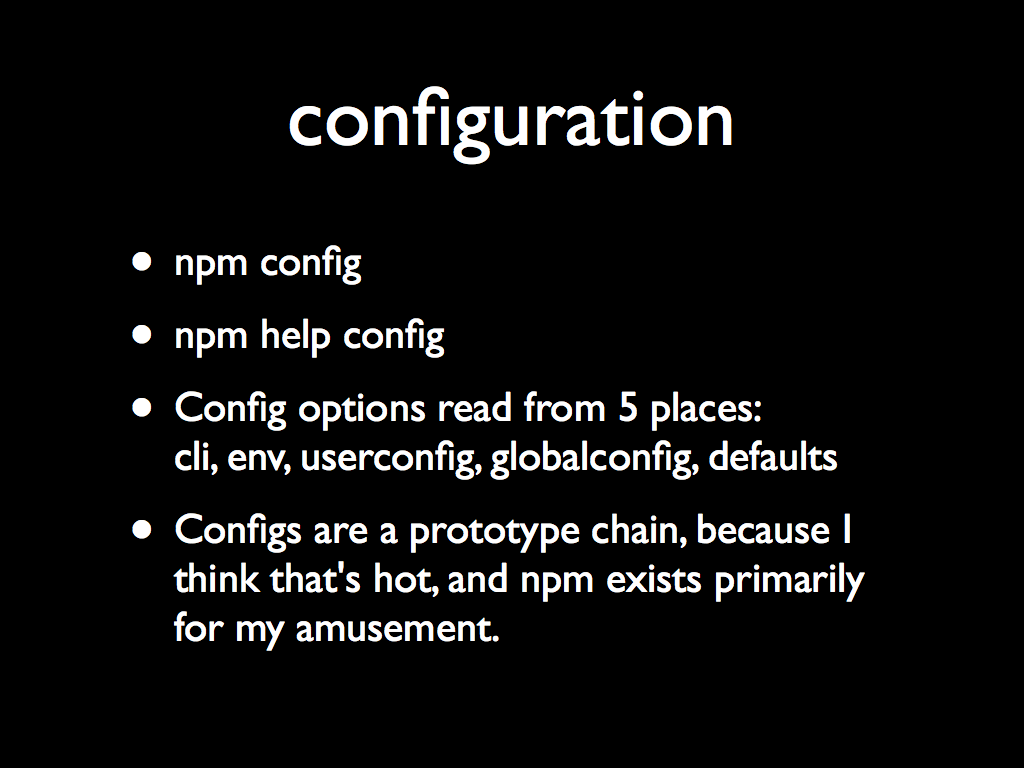 configuration
• npm config
• npm help config
• Config options read from 5 places:
cli, env, userconfig, globalconfig, defaults
• Configs are a prototype chain, because I
think that's hot, and npm exists primarily
for my amusement.